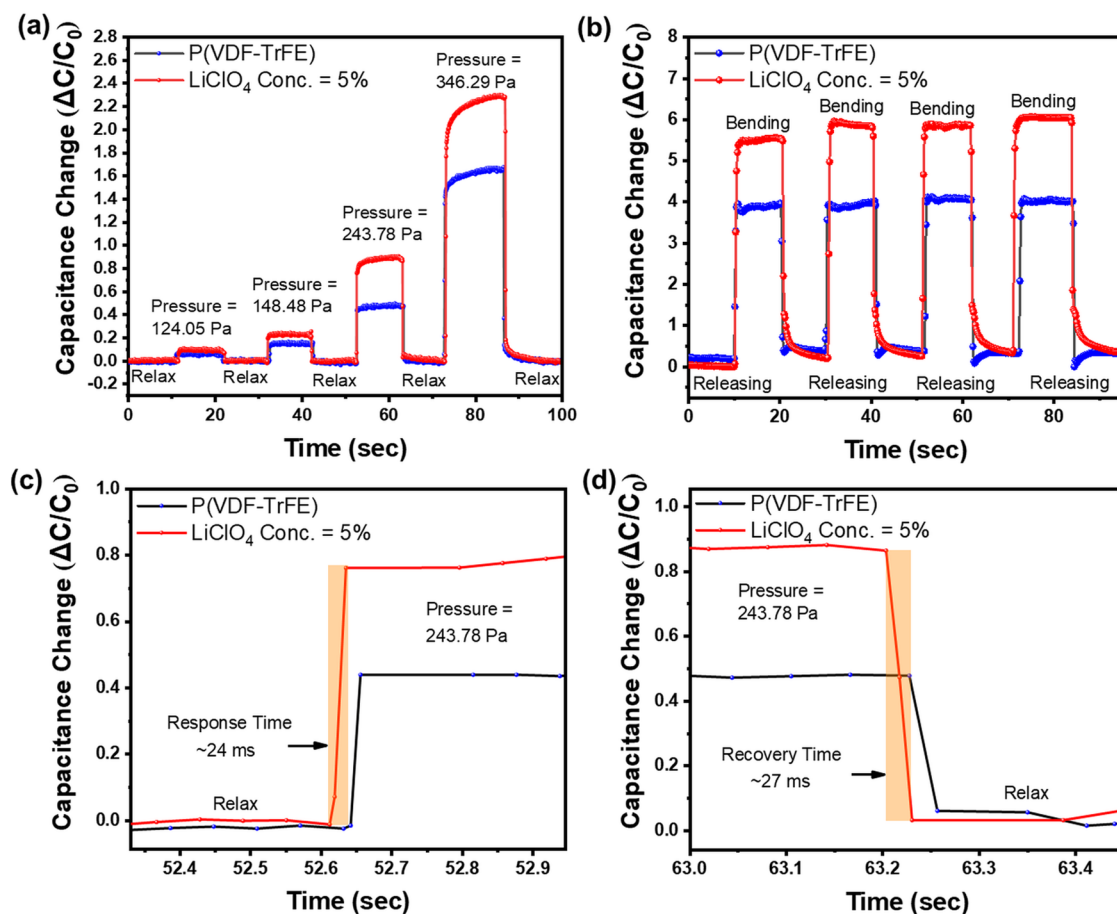 (a)
2.8
2.6
2.4
2.2
2.0
1.8
1.6
1.4
1.2
1.0
0.8
0.6
0.4
0.2
0.0
-0.2
Capacitance Change (ΔC/C₀)
P(VDF-TrFE)
LiClO₄ Conc. = 5%
Pressure =
346.29 Pa
Pressure =
243.78 Pa
Pressure =
148.48 Pa
Pressure =
124.05 Pa
Relax
Relax
Relax
Relax
Relax
0 20 40 60 80 100
Time (sec)
(b)
8
7
6
5
4
3
2
1
0
Capacitance Change (ΔC/C₀)
P(VDF-TrFE)
LiClO₄ Conc. = 5%
Bending Bending Bending Bending
Releasing Releasing Releasing Releasing
0 20 40 60 80
Time (sec)
(c)
1.0
0.8
0.6
0.4
0.2
0.0
Capacitance Change (ΔC/C₀)
P(VDF-TrFE)
LiClO₄ Conc. = 5%
Pressure =
243.78 Pa
Response Time
~24 ms
Relax
52.4 52.5 52.6 52.7 52.8 52.9
Time (sec)
(d)
1.0
0.8
0.6
0.4
0.2
0.0
Capacitance Change (ΔC/C₀)
P(VDF-TrFE)
LiClO₄ Conc. = 5%
Pressure =
243.78 Pa
Recovery Time
~27 ms
Relax
63.0 63.1 63.2 63.3 63.4
Time (sec)